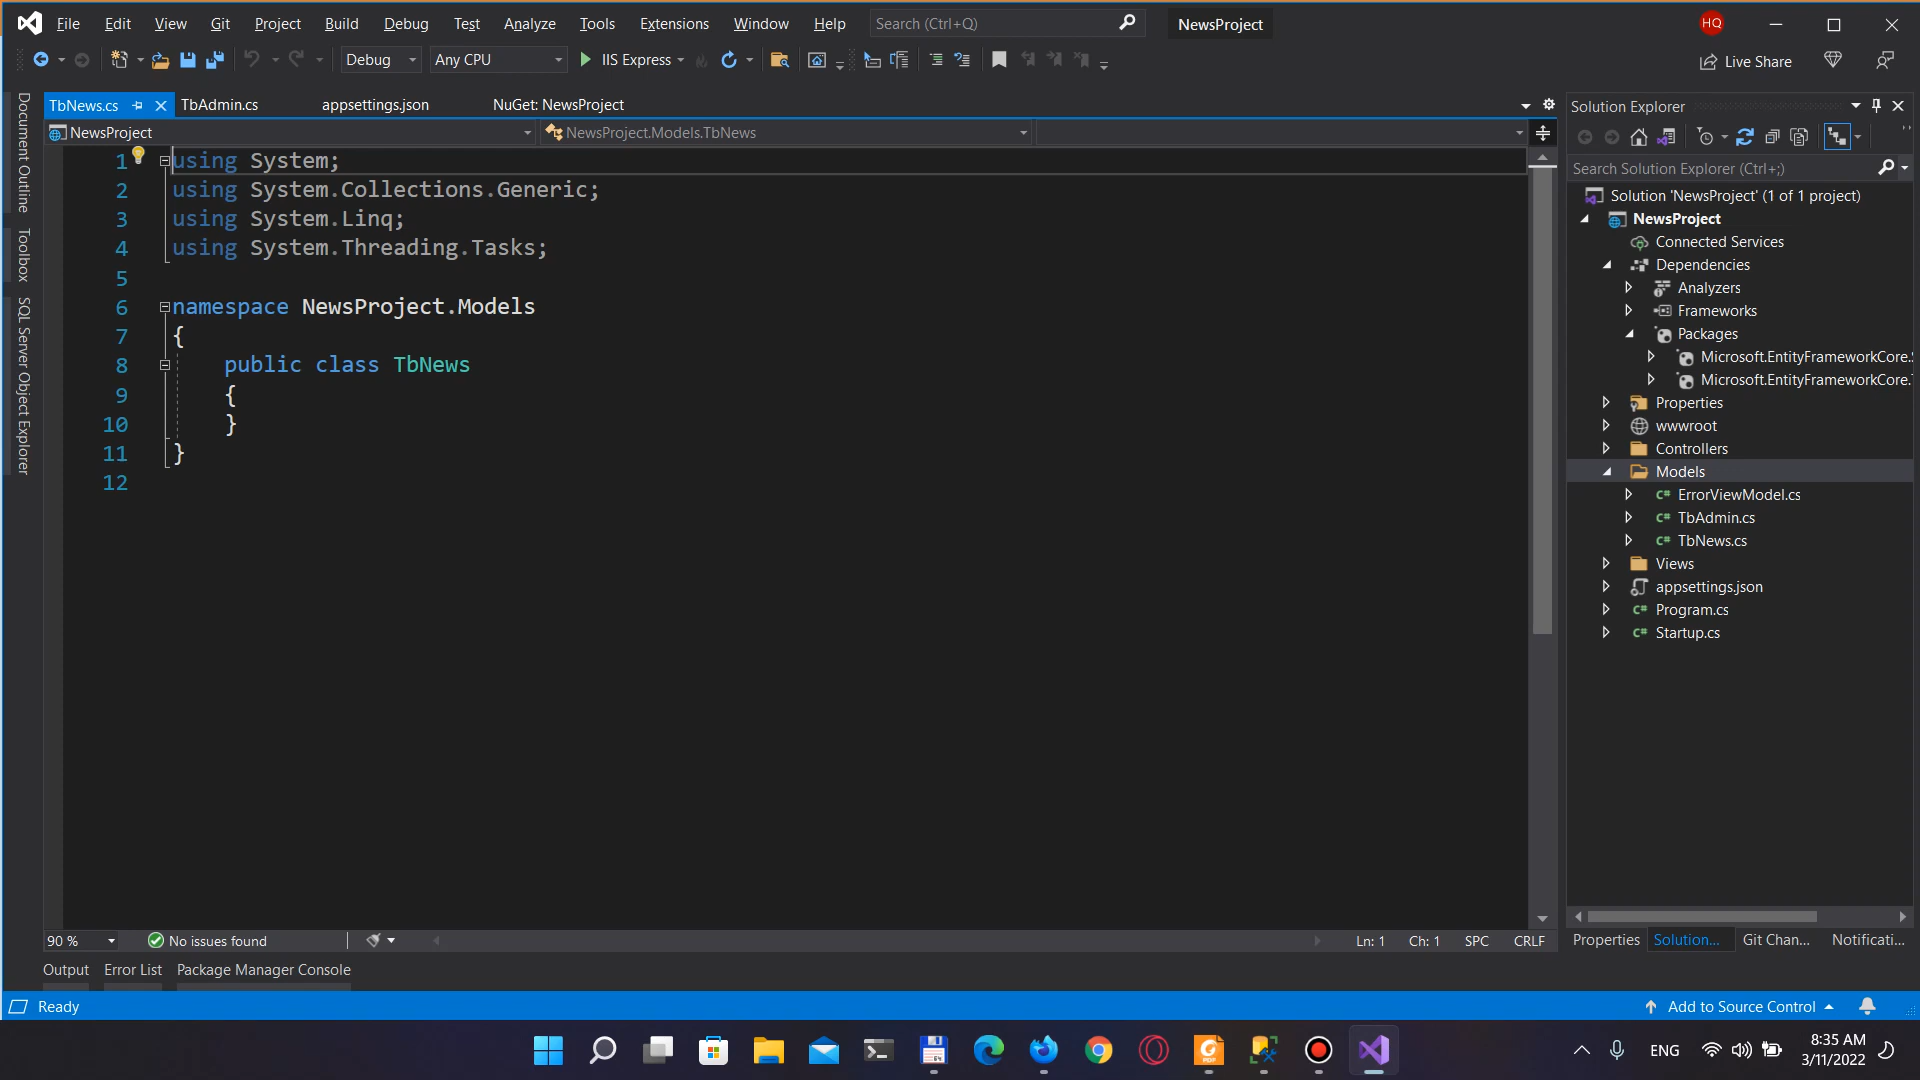 File Edit View Git Project Build Debug Test Analyze Tools Extensions Window Help Search (Ctrl+Q) NewsProject HQ
Debug Any CPU IIS Express Live Share
TbNews.cs TbAdmin.cs appsettings.json NuGet: NewsProject
NewsProject NewsProject.Models.TbNews
Document Outline
Toolbox
SQL Server Object Explorer
1 using System;
2 using System.Collections.Generic;
3 using System.Linq;
4 using System.Threading.Tasks;
5
6 namespace NewsProject.Models
7 {
8 public class TbNews
9 {
10 }
11 }
12
90 % No issues found Ln: 1 Ch: 1 SPC CRLF
Solution Explorer
Search Solution Explorer (Ctrl+;)
Solution 'NewsProject' (1 of 1 project)
NewsProject
Connected Services
Dependencies
Analyzers
Frameworks
Packages
Microsoft.EntityFrameworkCore.S
Microsoft.EntityFrameworkCore.T
Properties
wwwroot
Controllers
Models
C# ErrorViewModel.cs
C# TbAdmin.cs
C# TbNews.cs
Views
appsettings.json
C# Program.cs
C# Startup.cs
Properties Solution... Git Chan... Notificati...
Output Error List Package Manager Console
Ready Add to Source Control
64
PDF
ENG
8:35 AM
3/11/2022